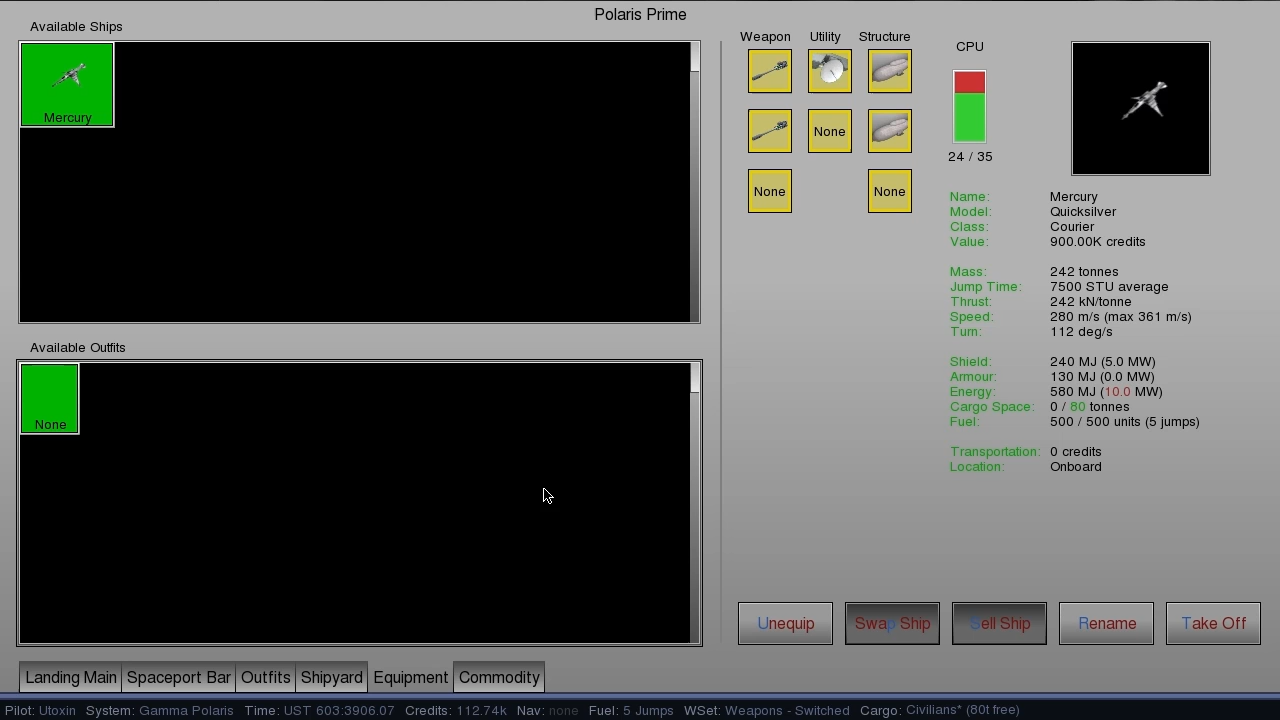 Polaris Prime
Available Ships
Mercury
Available Outfits
None
Weapon Utility Structure
None
None None
CPU
24 / 35
Name: Mercury
Model: Quicksilver
Class: Courier
Value: 900.00K credits
Mass: 242 tonnes
Jump Time: 7500 STU average
Thrust: 242 kN/tonne
Speed: 280 m/s (max 361 m/s)
Turn: 112 deg/s
Shield: 240 MJ (5.0 MW)
Armour: 130 MJ (0.0 MW)
Energy: 580 MJ (10.0 MW)
Cargo Space: 0 / 80 tonnes
Fuel: 500 / 500 units (5 jumps)
Transportation: 0 credits
Location: Onboard
Unequip Swap Ship Sell Ship Rename Take Off
Landing Main Spaceport Bar Outfits Shipyard Equipment Commodity
Pilot: Utoxin System: Gamma Polaris Time: UST 603:3906.07 Credits: 112.74k Nav: none Fuel: 5 Jumps WSet: Weapons - Switched Cargo: Civilians* (80t free)